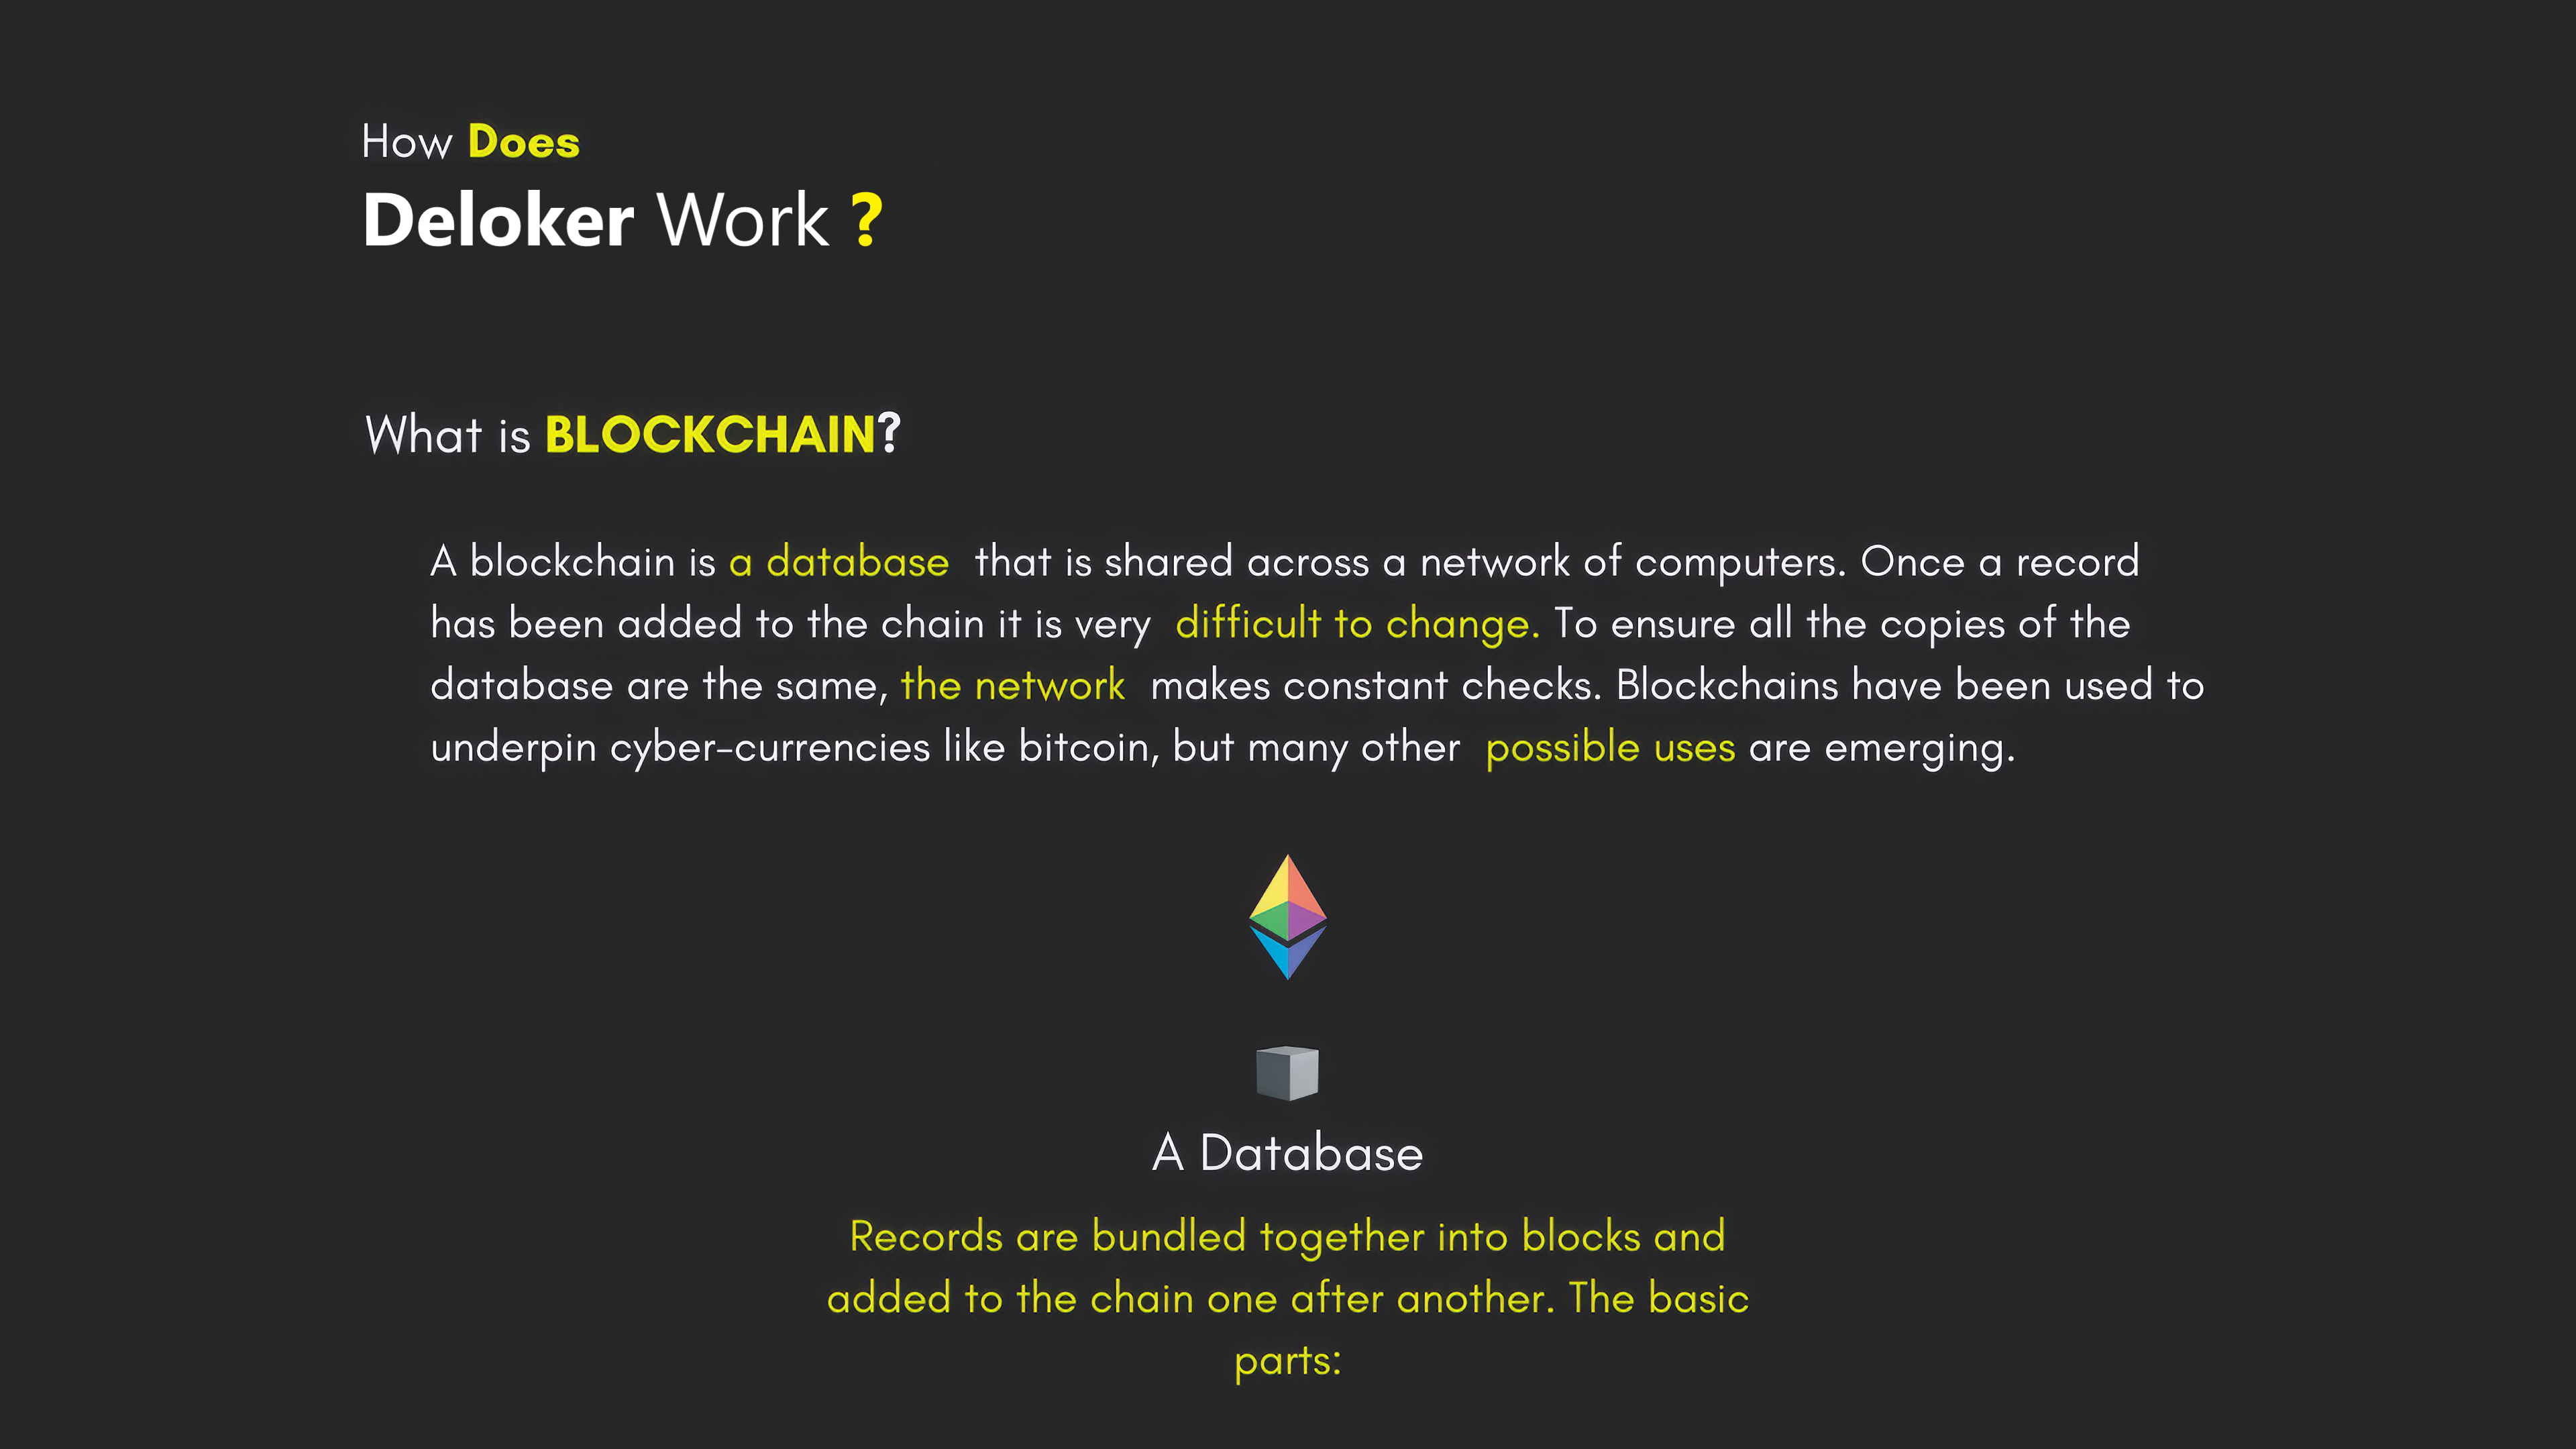 How Does
Deloker Work ?
What is BLOCKCHAIN?
A blockchain is a database that is shared across a network of computers. Once a record
has been added to the chain it is very difficult to change. To ensure all the copies of the
database are the same, the network makes constant checks. Blockchains have been used to
underpin cyber-currencies like bitcoin, but many other possible uses are emerging.
A Database
Records are bundled together into blocks and
added to the chain one after another. The basic
parts: